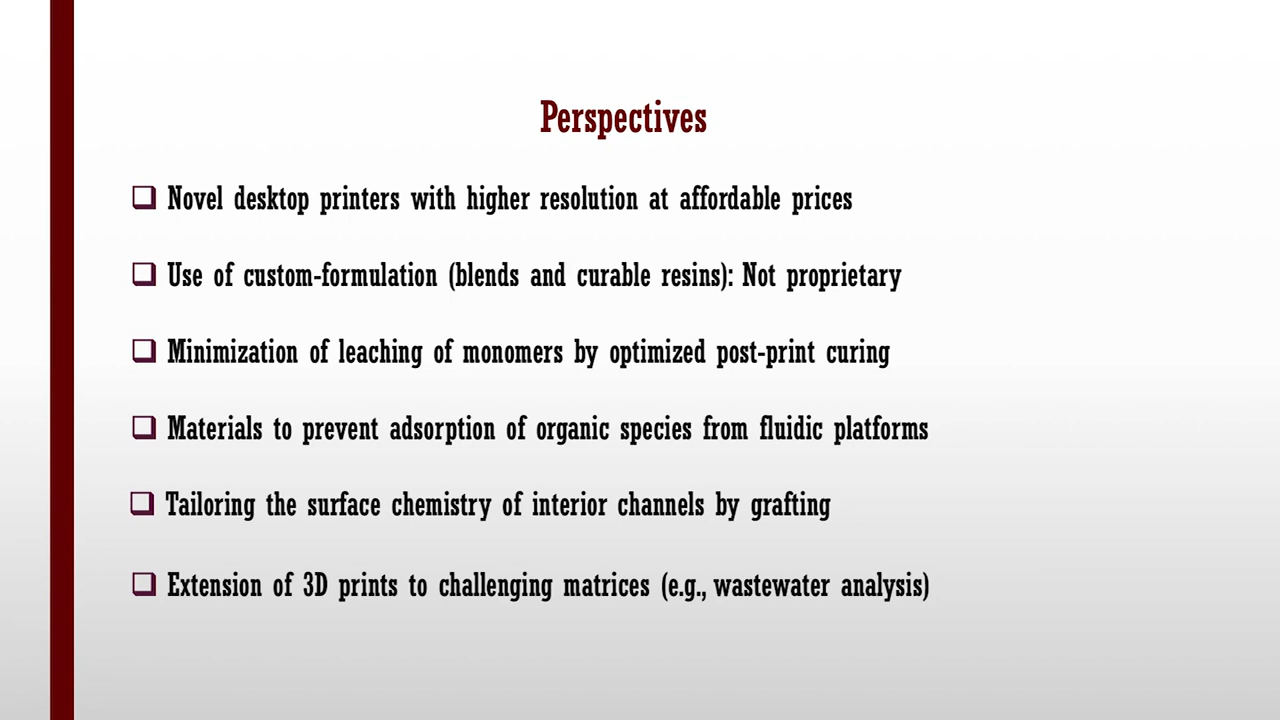 Perspectives
❑ Novel desktop printers with higher resolution at affordable prices
❑ Use of custom-formulation (blends and curable resins): Not proprietary
❑ Minimization of leaching of monomers by optimized post-print curing
❑ Materials to prevent adsorption of organic species from fluidic platforms
❑ Tailoring the surface chemistry of interior channels by grafting
❑ Extension of 3D prints to challenging matrices (e.g., wastewater analysis)